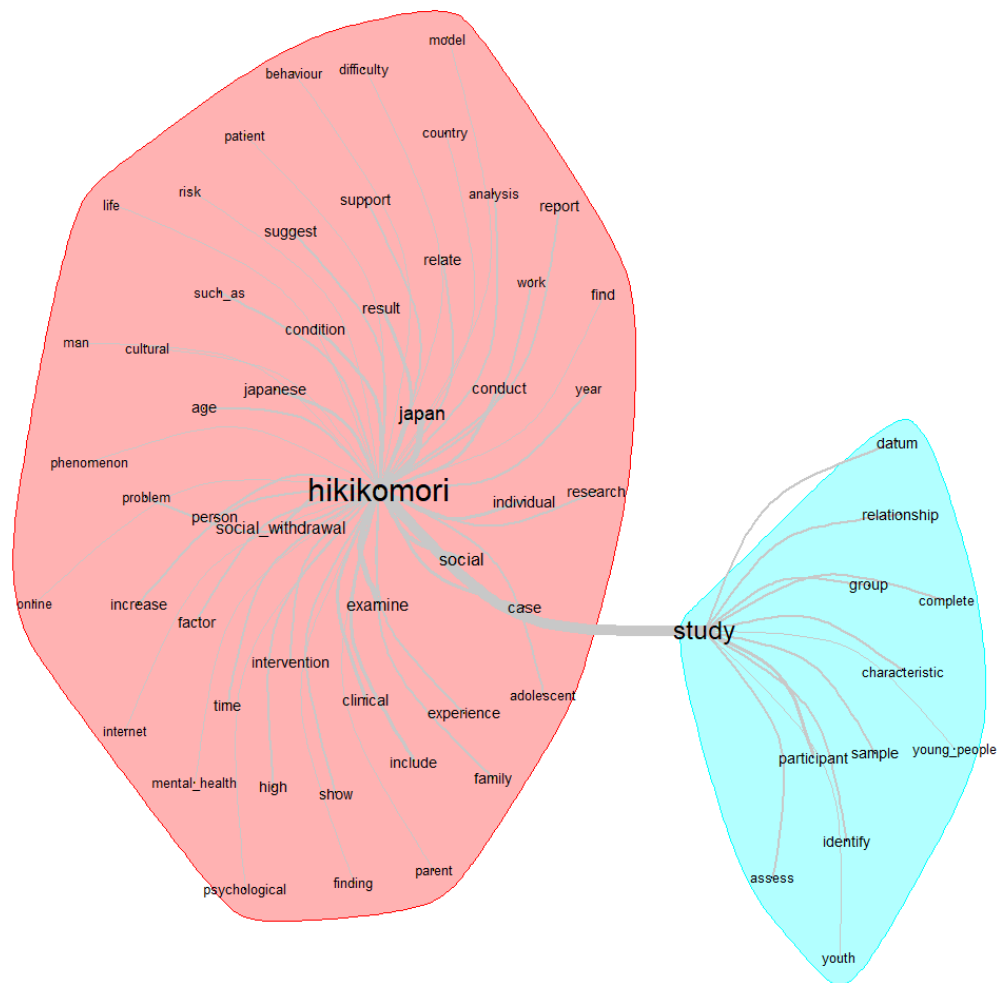 model
difficulty
behaviour
country
patient
risk
support
analysis
life
report
suggest
relate
such_as
work
find
result
condition
man
cultural
japanese
conduct
year
age
japan
phenomenon
hikikomori
problem
person
individual
research
social_withdrawal
social
online
increase
examine
case
factor
intervention
time
clinical
experience
adolescent
internet
include
mental_health
high
show
family
psychological
finding
parent
datum
relationship
group
complete
study
characteristic
participant
sample
young_people
identify
assess
youth